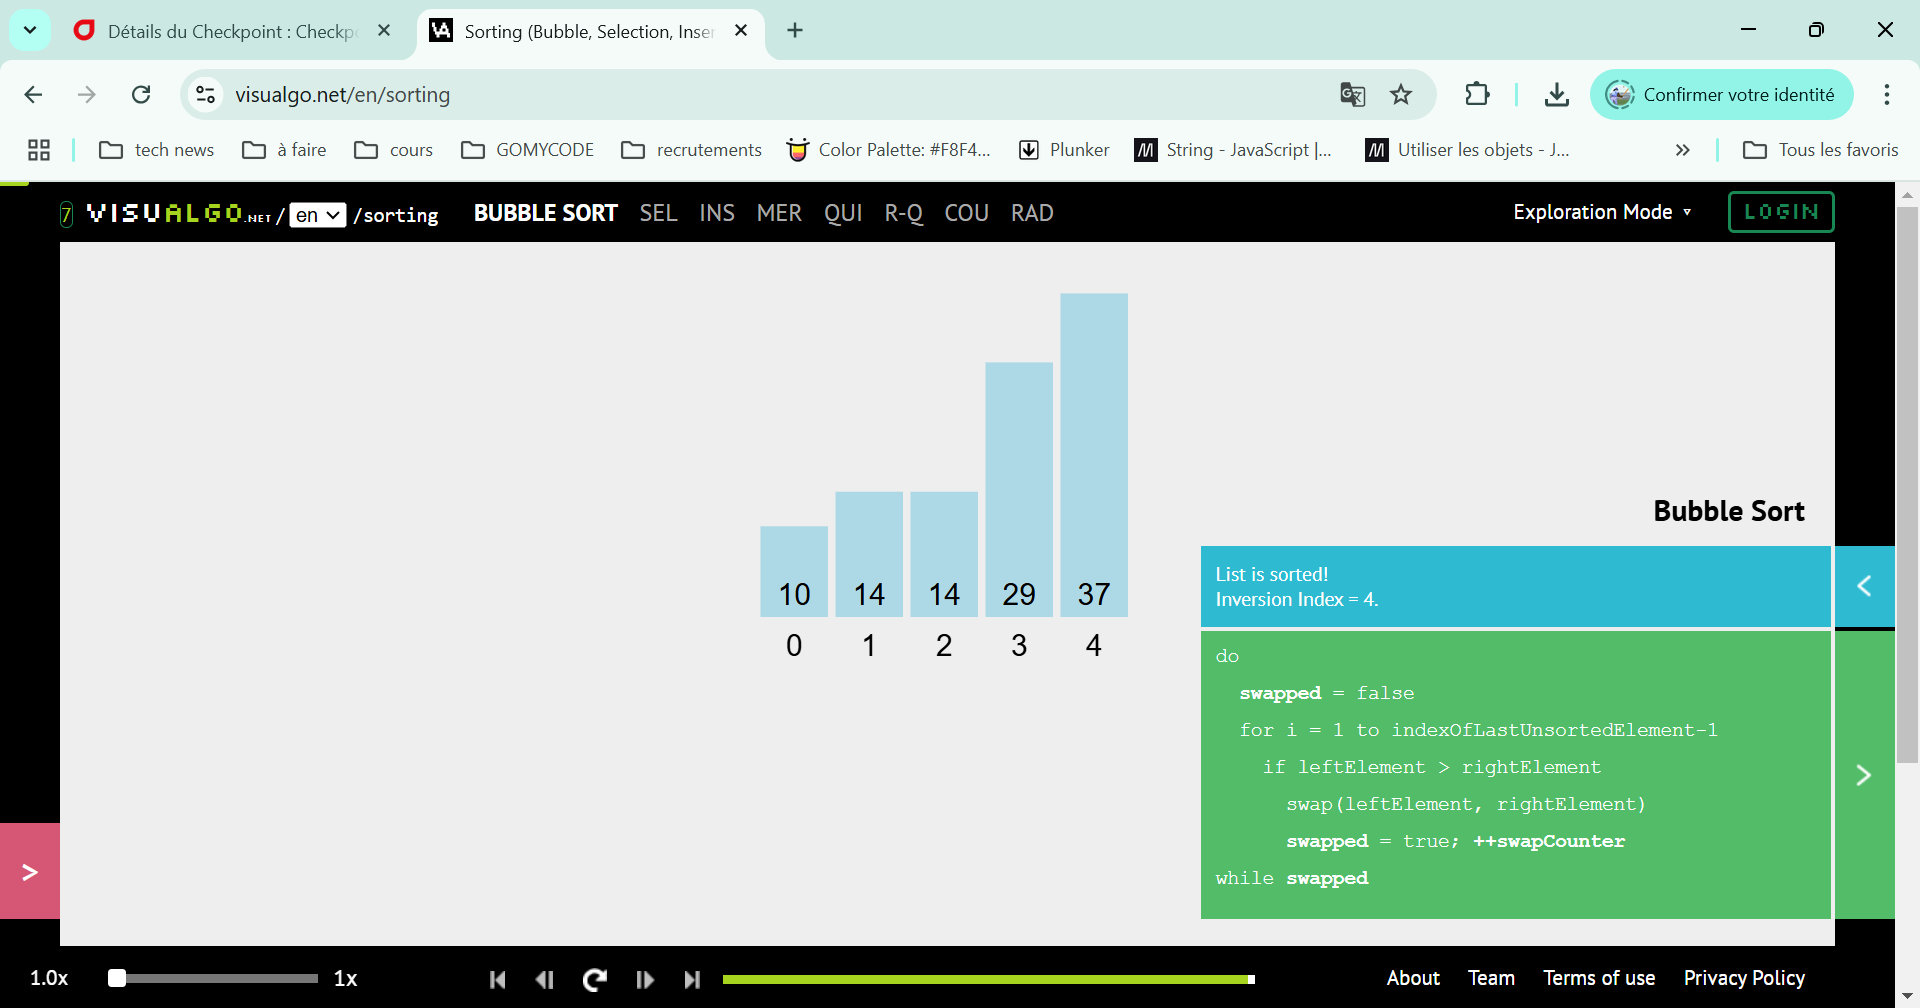 Détails du Checkpoint : Checkp
Sorting (Bubble, Selection, Inser
visualgo.net/en/sorting
Confirmer votre identité
tech news
à faire
cours
GOMYCODE
recrutements
Color Palette: #F8F4...
Plunker
String - JavaScript |...
Utiliser les objets - J...
Tous les favoris
7 VISUALGO.NET / en /sorting
BUBBLE SORT SEL INS MER QUI R-Q COU RAD
Exploration Mode
LOGIN
10 14 14 29 37
0 1 2 3 4
Bubble Sort
List is sorted!
Inversion Index = 4.
do
swapped = false
for i = 1 to indexOfLastUnsortedElement-1
if leftElement > rightElement
swap(leftElement, rightElement)
swapped = true; ++swapCounter
while swapped
1.0x 1x
About Team Terms of use Privacy Policy